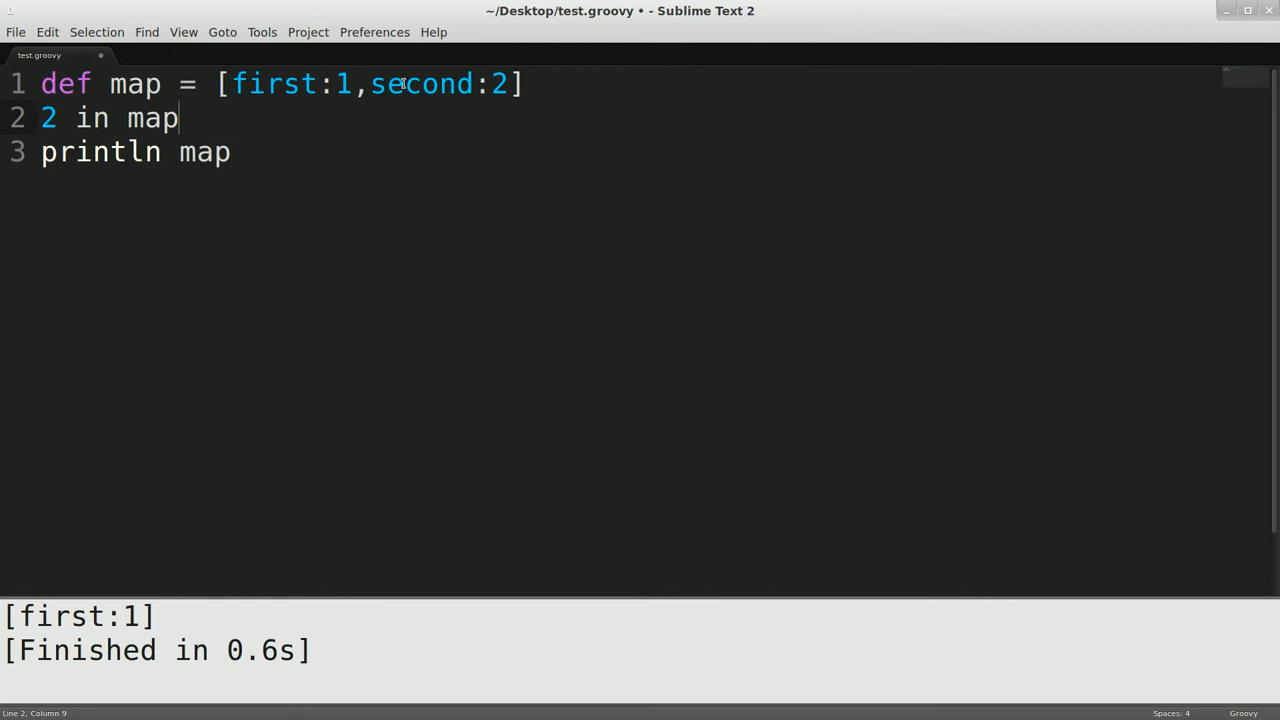 ~/Desktop/test.groovy • - Sublime Text 2
File Edit Selection Find View Goto Tools Project Preferences Help
test.groovy
1 def map = [first:1,second:2]
2 2 in map
3 println map
[first:1]
[Finished in 0.6s]
Line 2, Column 9 Spaces: 4 Groovy